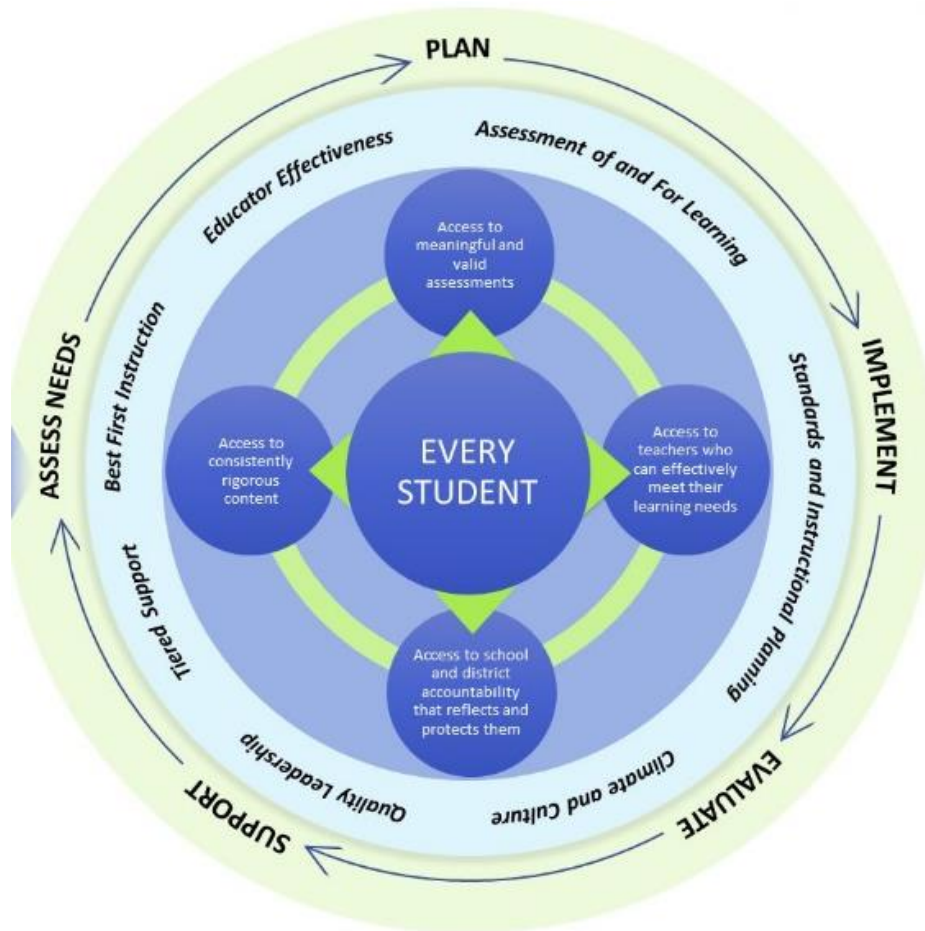 PLAN
IMPLEMENT
EVALUATE
SUPPORT
ASSESS NEEDS
Educator Effectiveness
Assessment of and For Learning
Standards and Instructional Planning
Climate and Culture
Quality Leadership
Tiered Support
Best First Instruction
Access to
meaningful and
valid
assessments
Access to
teachers who
can effectively
meet their
learning needs
Access to school
and district
accountability
that reflects and
protects them
Access to
consistently
rigorous
content
EVERY
STUDENT